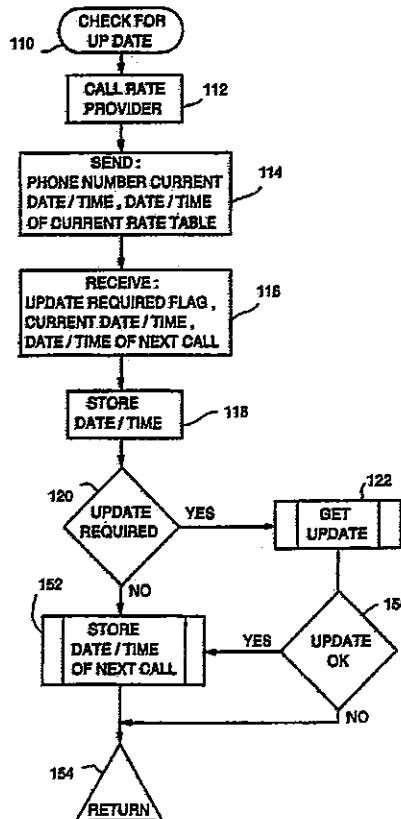 CHECK FOR
UP DATE
110
CALL RATE
PROVIDER
112
SEND:
PHONE NUMBER CURRENT
DATE / TIME, DATE / TIME
OF CURRENT RATE TABLE
114
RECEIVE:
UPDATE REQUIRED FLAG,
CURRENT DATE / TIME,
DATE / TIME OF NEXT CALL
116
STORE
DATE / TIME
118
120
UPDATE
REQUIRED
YES
122
GET
UPDATE
NO
152
STORE
DATE / TIME
OF NEXT CALL
YES
UPDATE
OK
15
NO
154
RETURN